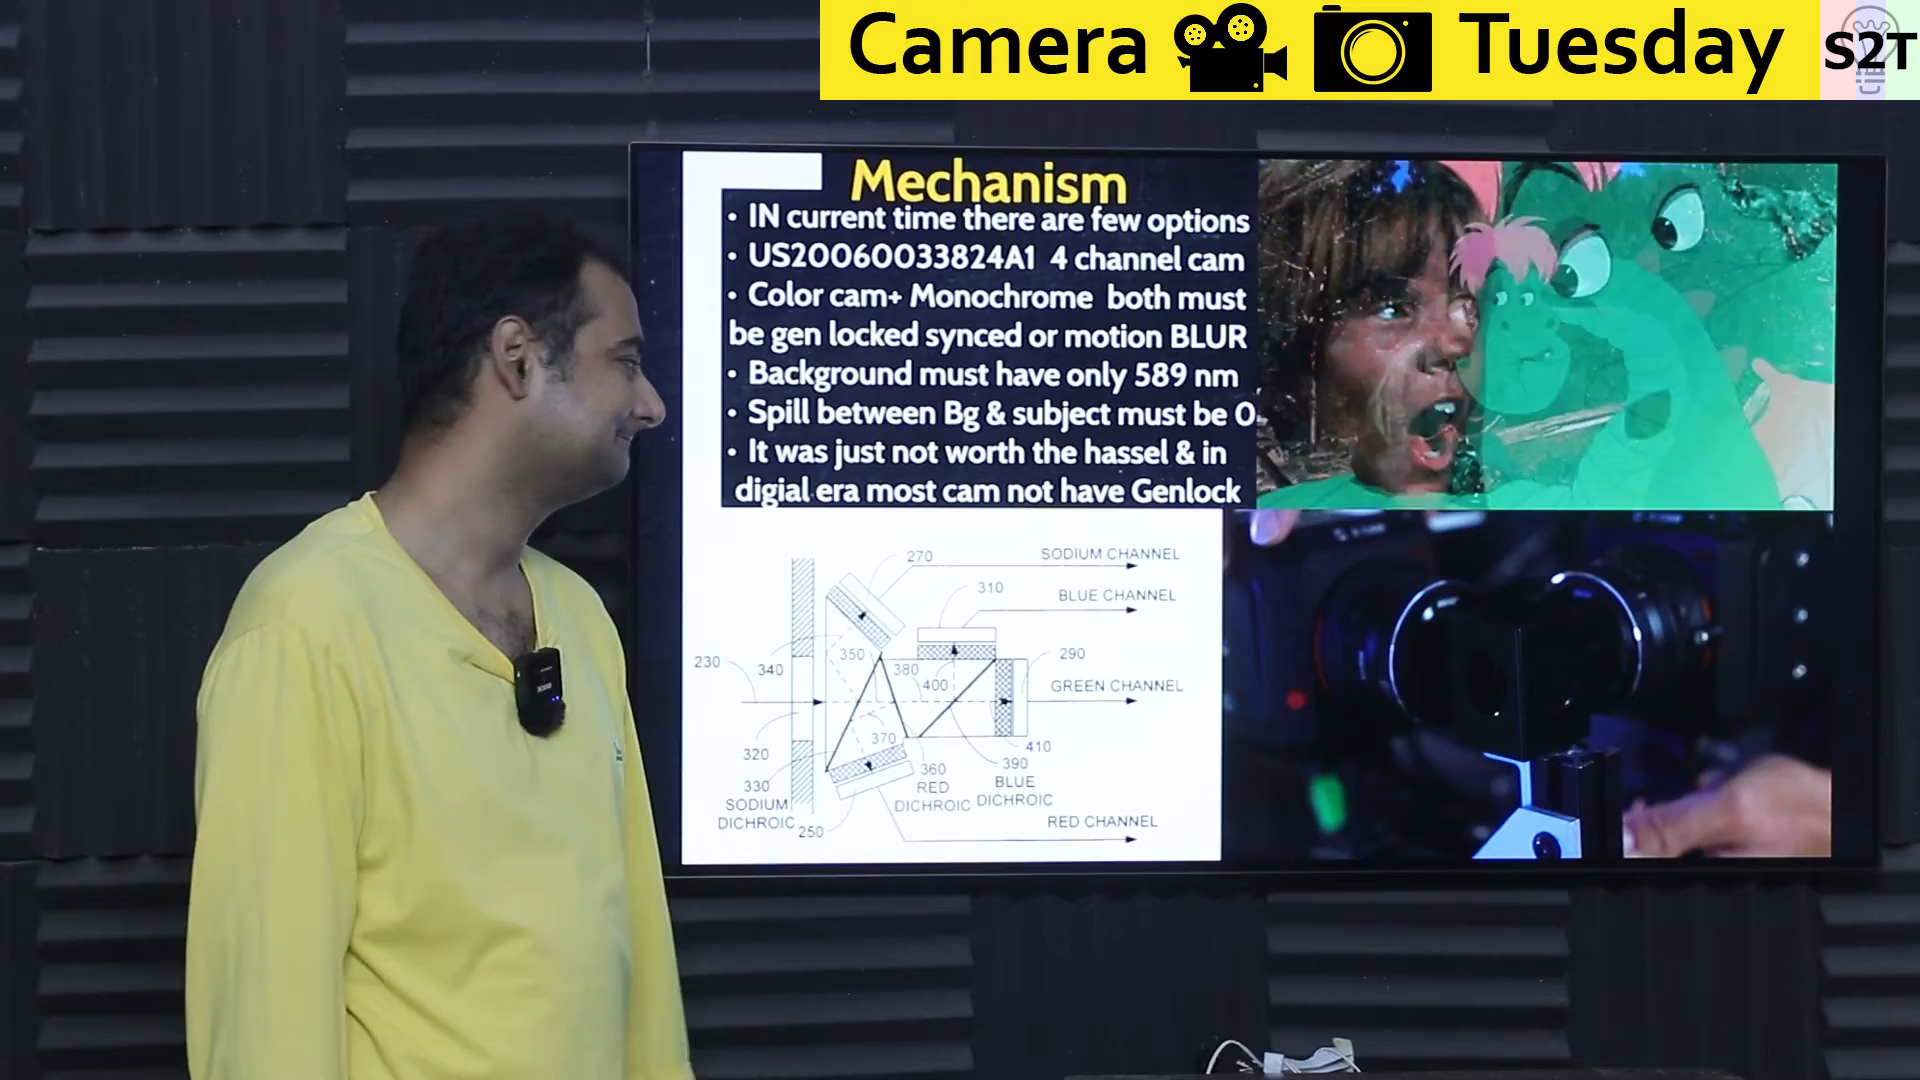 Camera Tuesday S2T
Mechanism
• IN current time there are few options
• US20060033824A1 4 channel cam
• Color cam+ Monochrome both must
be gen locked synced or motion BLUR
• Background must have only 589 nm
• Spill between Bg & subject must be 0
• It was just not worth the hassel & in
digial era most cam not have Genlock
270
SODIUM CHANNEL
310
BLUE CHANNEL
230
340
350
380
400
290
GREEN CHANNEL
320
370
410
330
360
390
SODIUM
DICHROIC
RED
DICHROIC
BLUE
DICHROIC
250
RED CHANNEL